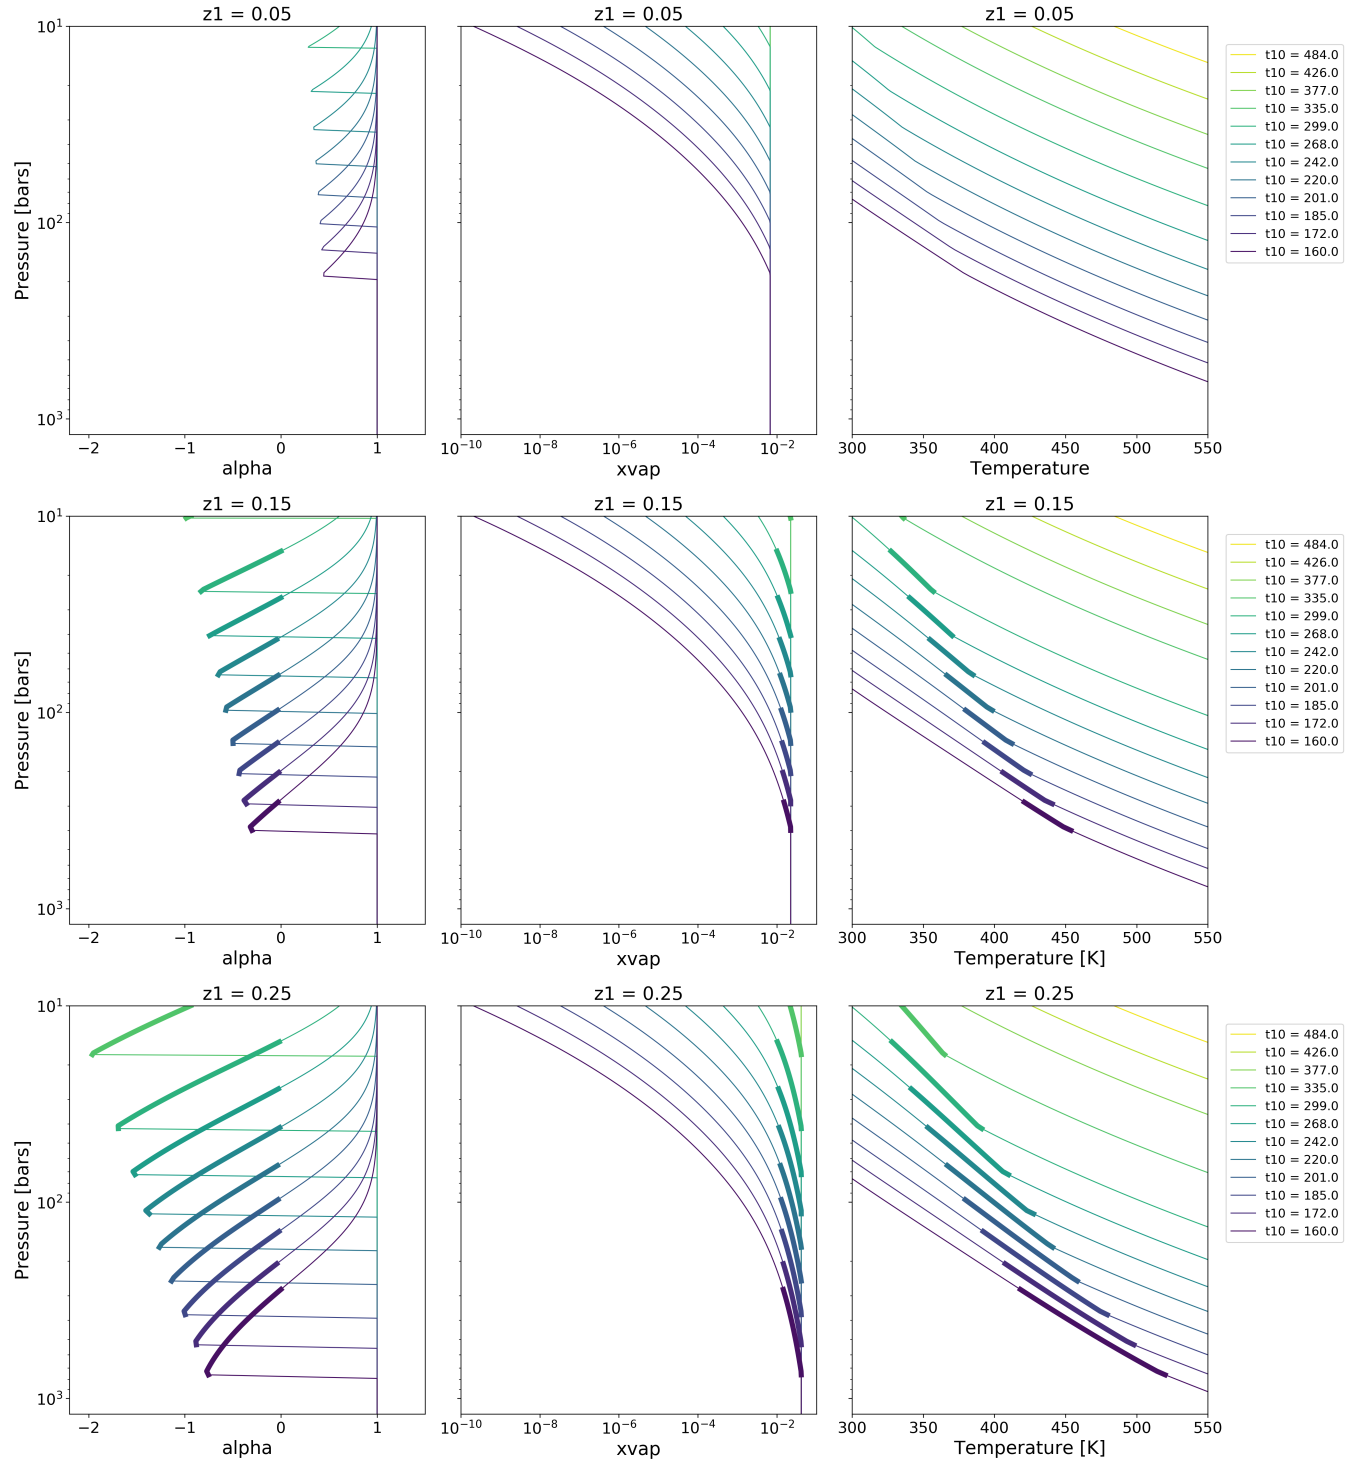 z1 = 0.05
z1 = 0.05
z1 = 0.05
Pressure [bars]
10^1
10^2
10^3
−2 −1 0 1
alpha
10^−10 10^−8 10^−6 10^−4 10^−2
xvap
300 350 400 450 500 550
Temperature
t10 = 484.0
t10 = 426.0
t10 = 377.0
t10 = 335.0
t10 = 299.0
t10 = 268.0
t10 = 242.0
t10 = 220.0
t10 = 201.0
t10 = 185.0
t10 = 172.0
t10 = 160.0
z1 = 0.15
z1 = 0.15
z1 = 0.15
Pressure [bars]
10^1
10^2
10^3
−2 −1 0 1
alpha
10^−10 10^−8 10^−6 10^−4 10^−2
xvap
300 350 400 450 500 550
Temperature [K]
t10 = 484.0
t10 = 426.0
t10 = 377.0
t10 = 335.0
t10 = 299.0
t10 = 268.0
t10 = 242.0
t10 = 220.0
t10 = 201.0
t10 = 185.0
t10 = 172.0
t10 = 160.0
z1 = 0.25
z1 = 0.25
z1 = 0.25
Pressure [bars]
10^1
10^2
10^3
−2 −1 0 1
alpha
10^−10 10^−8 10^−6 10^−4 10^−2
xvap
300 350 400 450 500 550
Temperature [K]
t10 = 484.0
t10 = 426.0
t10 = 377.0
t10 = 335.0
t10 = 299.0
t10 = 268.0
t10 = 242.0
t10 = 220.0
t10 = 201.0
t10 = 185.0
t10 = 172.0
t10 = 160.0